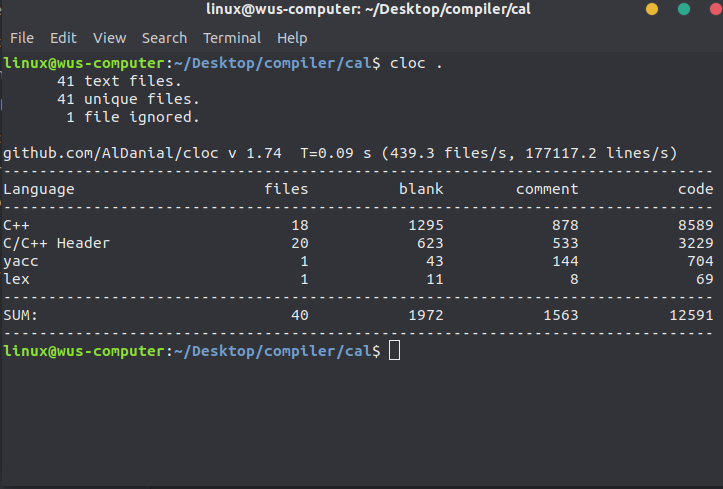 linux@wus-computer: ~/Desktop/compiler/cal
File Edit View Search Terminal Help
linux@wus-computer:~/Desktop/compiler/cal$ cloc .
41 text files.
41 unique files.
1 file ignored.
github.com/AlDanial/cloc v 1.74 T=0.09 s (439.3 files/s, 177117.2 lines/s)
-------------------------------------------------------------------------------
Language files blank comment code
-------------------------------------------------------------------------------
C++ 18 1295 878 8589
C/C++ Header 20 623 533 3229
yacc 1 43 144 704
lex 1 11 8 69
-------------------------------------------------------------------------------
SUM: 40 1972 1563 12591
-------------------------------------------------------------------------------
linux@wus-computer:~/Desktop/compiler/cal$